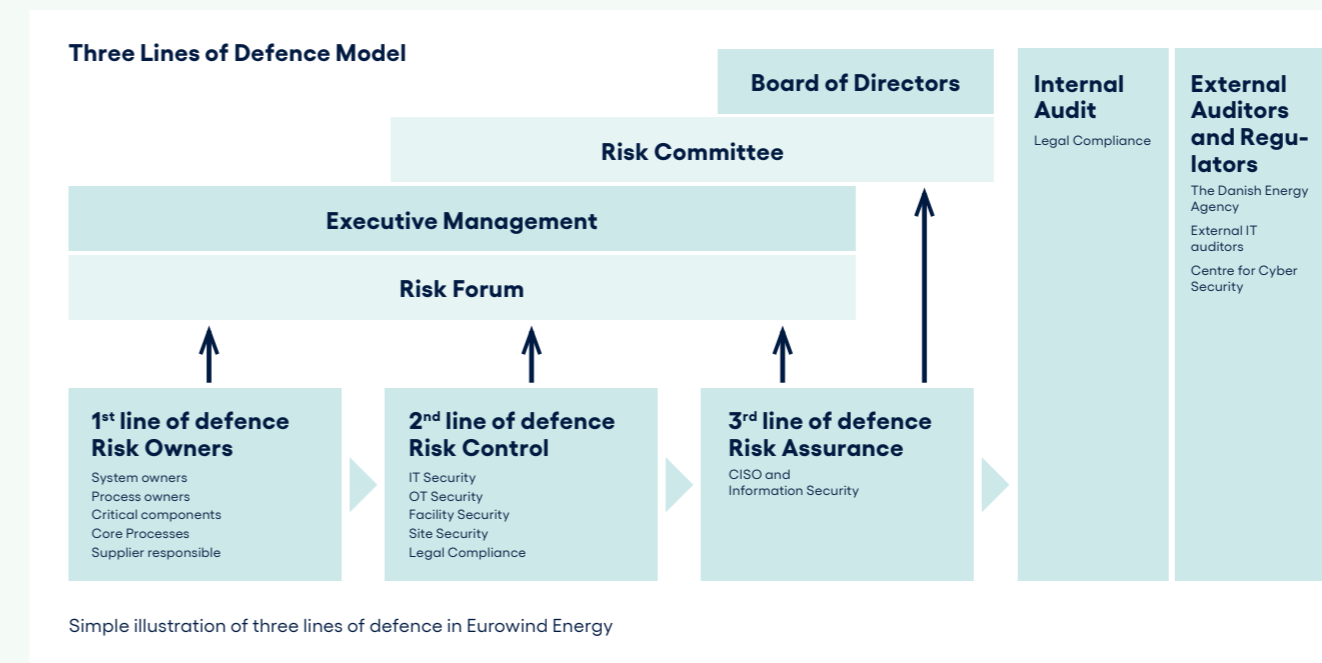 Three Lines of Defence Model
Board of Directors
Risk Committee
Executive Management
Risk Forum
1st line of defence
Risk Owners
System owners
Process owners
Critical components
Core Processes
Supplier responsible
2nd line of defence
Risk Control
IT Security
OT Security
Facility Security
Site Security
Legal Compliance
3rd line of defence
Risk Assurance
CISO and
Information Security
Internal
Audit
Legal Compliance
External
Auditors
and Regu-
lators
The Danish Energy
Agency
External IT
auditors
Centre for Cyber
Security
Simple illustration of three lines of defence in Eurowind Energy